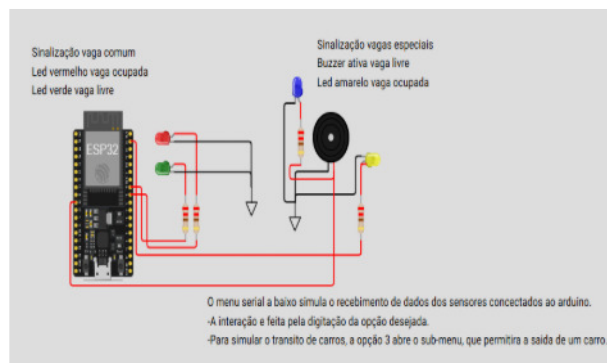 Sinalização vaga comum
Led vermelho vaga ocupada
Led verde vaga livre
Sinalização vagas especiais
Buzzer ativa vaga livre
Led amarelo vaga ocupada
ESP32
O menu serial a baixo simula o recebimento de dados dos sensores concectados ao arduino.
-A interação e feita pela digitação da opção desejada.
-Para simular o transito de carros, a opção 3 abre o sub-menu, que permitira a saida de um carro.